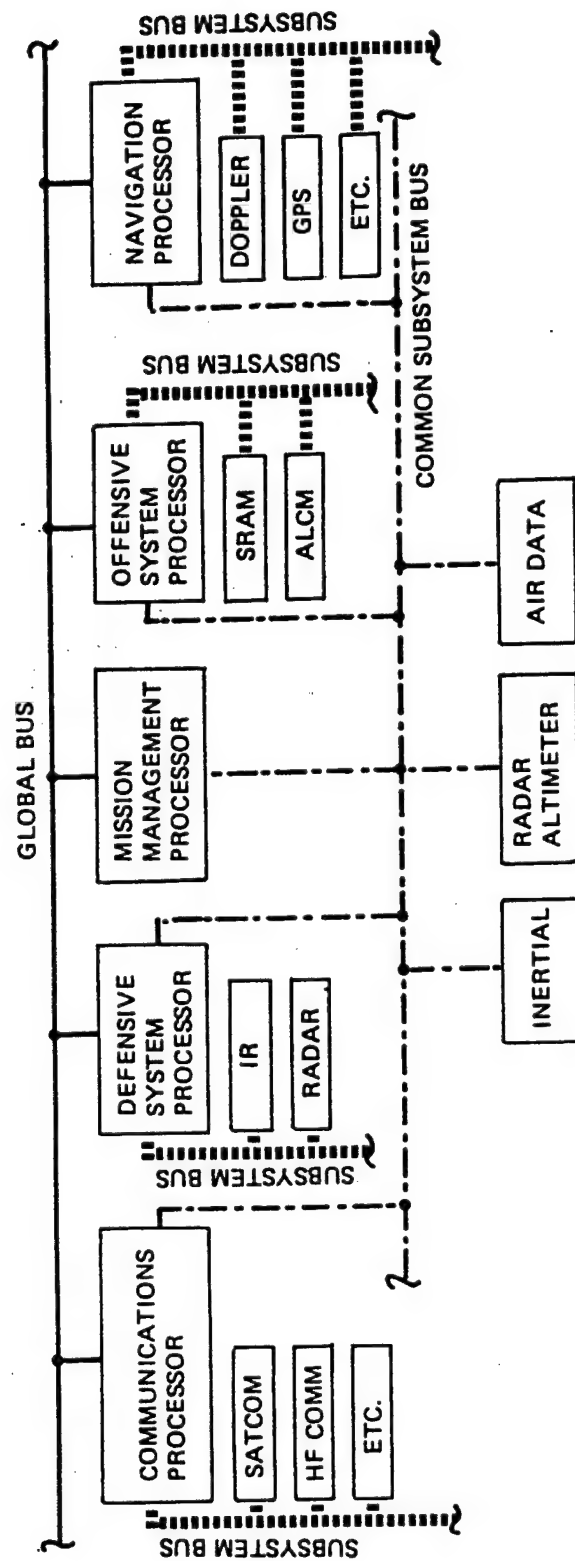 GLOBAL BUS
COMMUNICATIONS
PROCESSOR
SATCOM
HF COMM
ETC.
SUBSYSTEM BUS
DEFENSIVE
SYSTEM
PROCESSOR
IR
RADAR
SUBSYSTEM BUS
MISSION
MANAGEMENT
PROCESSOR
OFFENSIVE
SYSTEM
PROCESSOR
SRAM
ALCM
SUBSYSTEM BUS
NAVIGATION
PROCESSOR
DOPPLER
GPS
ETC.
SUBSYSTEM BUS
COMMON SUBSYSTEM BUS
INERTIAL
RADAR
ALTIMETER
AIR DATA